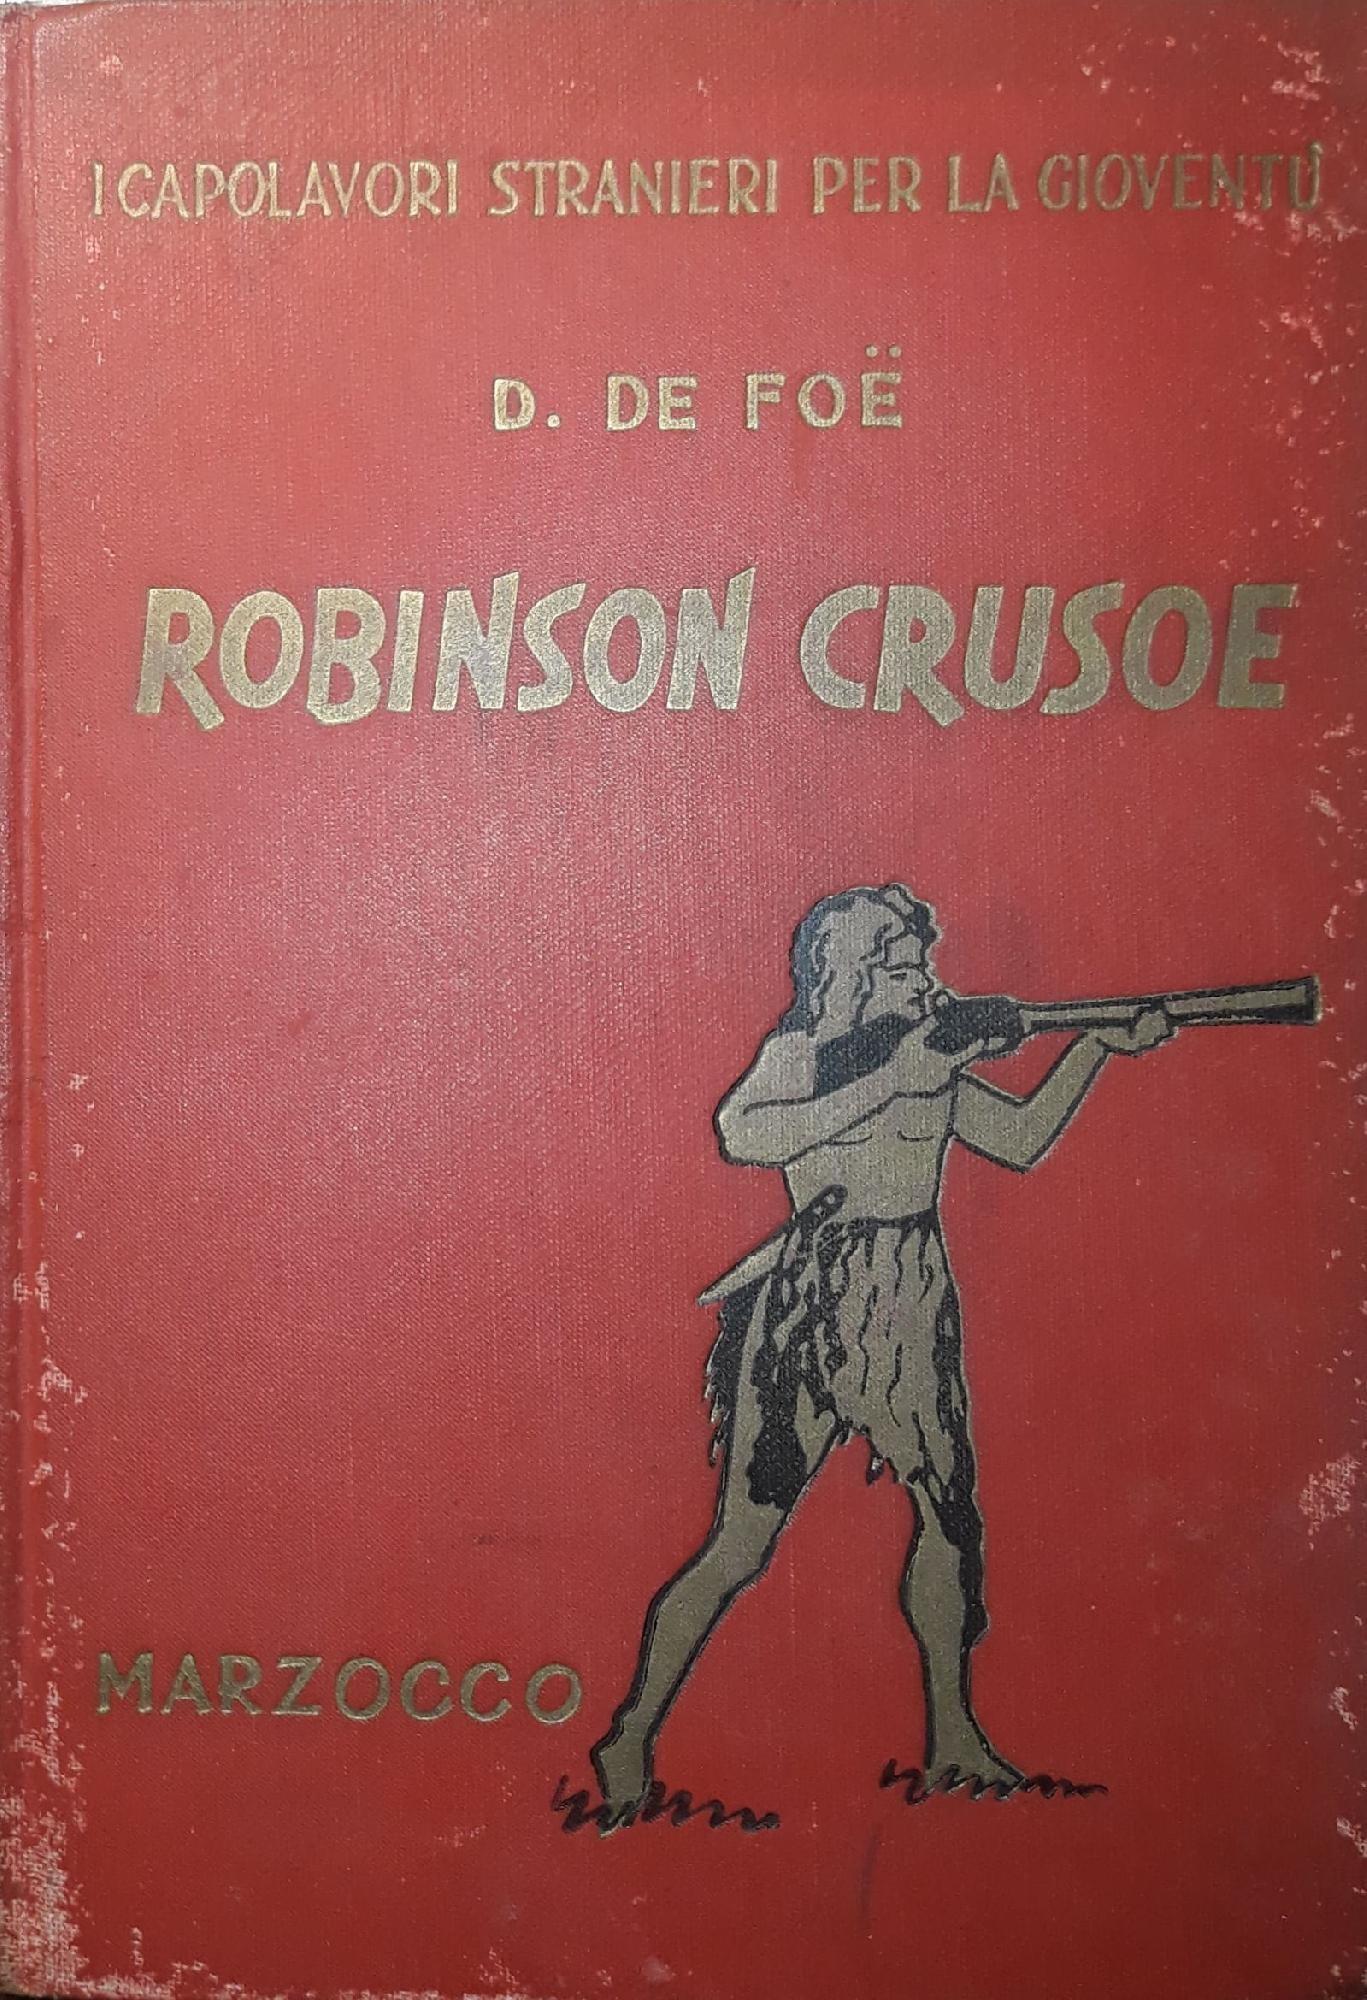 I CAPOLAVORI STRANIERI PER LA GIOVENTÙ
D. DE FOË
ROBINSON CRUSOE
MARZOCCO